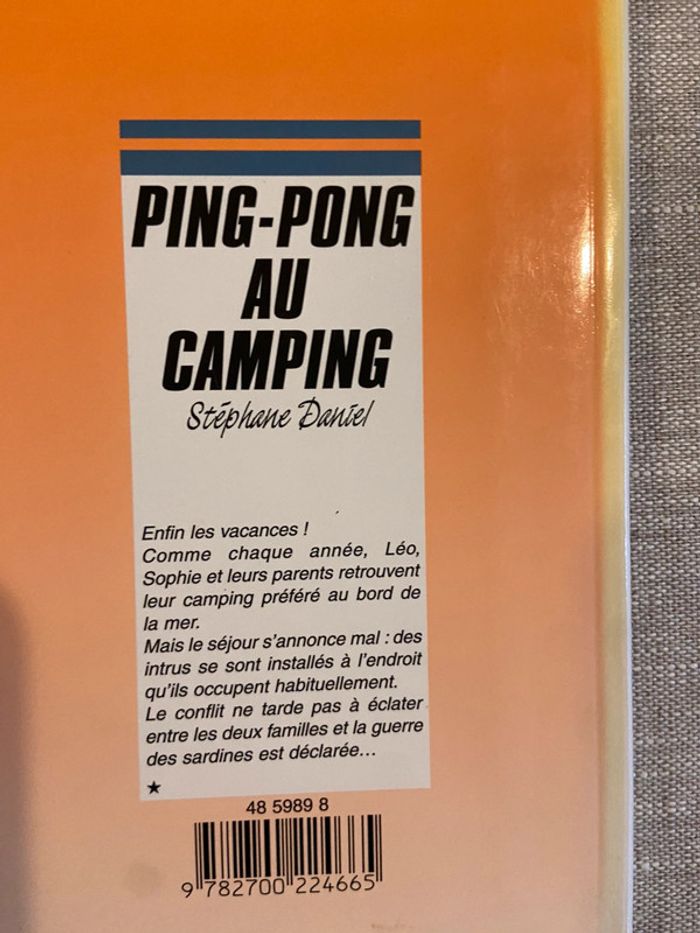 PING-PONG
AU
CAMPING
Stéphane Daniel
Enfin les vacances !
Comme chaque année, Léo,
Sophie et leurs parents retrouvent
leur camping préféré au bord de
la mer.
Mais le séjour s'annonce mal : des
intrus se sont installés à l'endroit
qu'ils occupent habituellement.
Le conflit ne tarde pas à éclater
entre les deux familles et la guerre
des sardines est déclarée...
★
48 5989 8
9 782700 224665